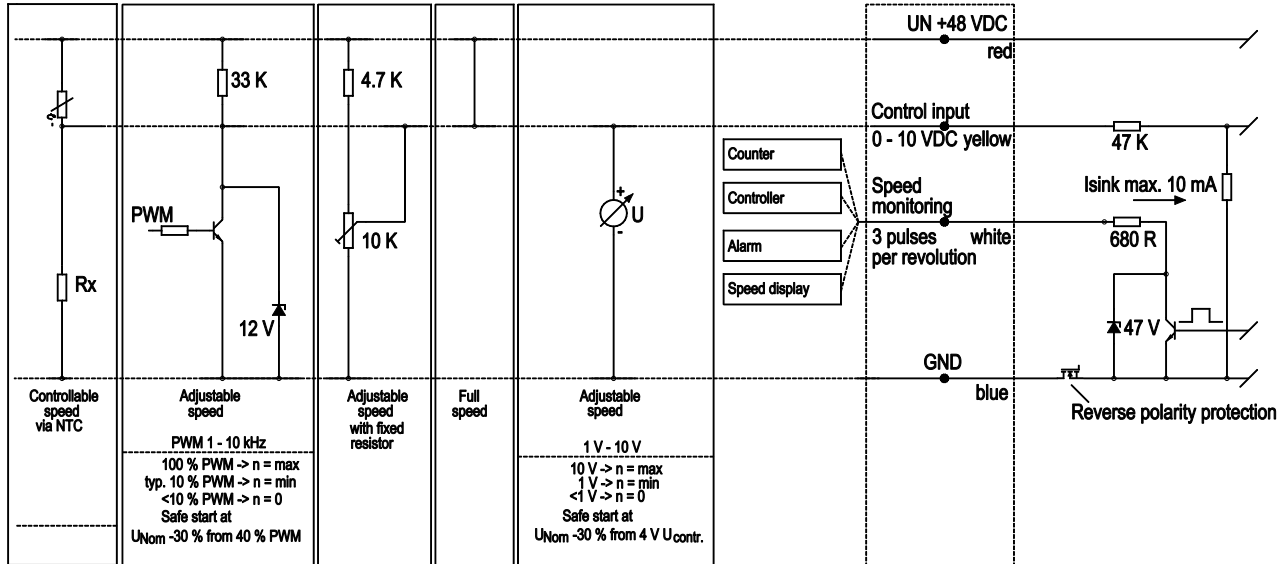 UN +48 VDC
red
33 K
4.7 K
Control input
0 - 10 VDC yellow
47 K
Counter
Controller
Alarm
Speed display
Speed
monitoring
3 pulses
per revolution
white
Isink max. 10 mA
680 R
PWM
+
U
-
10 K
Rx
12 V
47 V
GND
blue
Reverse polarity protection
Controllable
speed
via NTC
Adjustable
speed
PWM 1 - 10 kHz
100 % PWM -> n = max
typ. 10 % PWM -> n = min
<10 % PWM -> n = 0
Safe start at
UNom -30 % from 40 % PWM
Adjustable
speed
with fixed
resistor
Full
speed
Adjustable
speed
1 V - 10 V
10 V -> n = max
1 V -> n = min
<1 V -> n = 0
Safe start at
UNom -30 % from 4 V Ucontr.